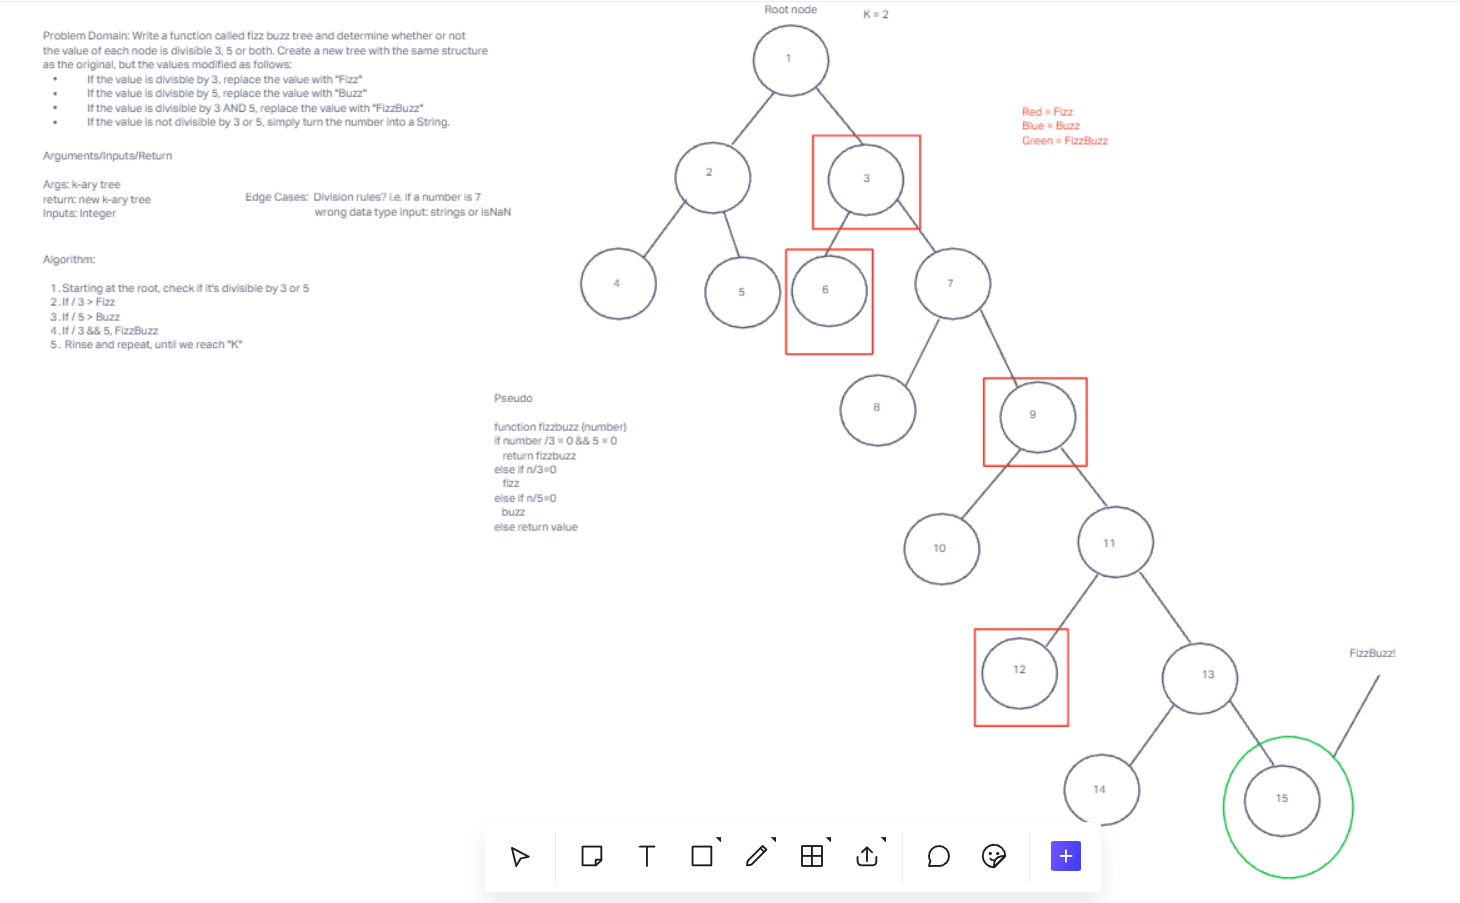 Root node
K = 2
Problem Domain: Write a function called fizz buzz tree and determine whether or not
the value of each node is divisible 3, 5 or both. Create a new tree with the same structure
as the original, but the values modified as follows:
• If the value is divisble by 3, replace the value with "Fizz"
• If the value is divisble by 5, replace the value with "Buzz"
• If the value is divisible by 3 AND 5, replace the value with "FizzBuzz"
• If the value is not divisible by 3 or 5, simply turn the number into a String.
Arguments/Inputs/Return
Args: k-ary tree
return: new k-ary tree
Inputs: Integer
Edge Cases: Division rules? i.e. if a number is 7
wrong data type input: strings or isNaN
Algorithm:
1. Starting at the root, check if it's divisible by 3 or 5
2. If / 3 > Fizz
3. If / 5 > Buzz
4. If / 3 && 5, FizzBuzz
5. Rinse and repeat, until we reach "K"
Pseudo
function fizzbuzz (number)
if number /3 = 0 && 5 = 0
return fizzbuzz
else if n/3=0
fizz
else if n/5=0
buzz
else return value
Red = Fizz
Blue = Buzz
Green = FizzBuzz
1
2
3
4
5
6
7
8
9
10
11
12
13
14
15
FizzBuzz!